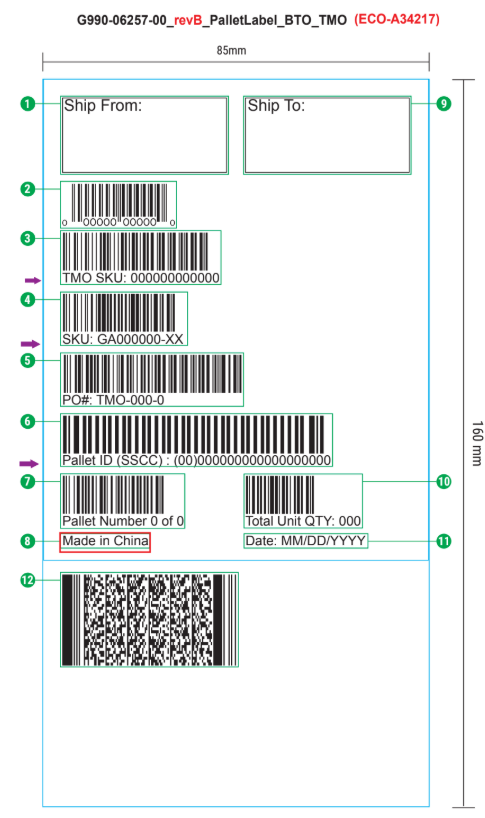 G990-06257-00_revB_PalletLabel_BTO_TMO (ECO-A34217)
85mm
1 Ship From:
Ship To: 9
2
0 00000 00000 0
3
TMO SKU: 000000000000
4
SKU: GA000000-XX
5
PO#: TMO-000-0
6
Pallet ID (SSCC) : (00)000000000000000000
7
10
Pallet Number 0 of 0
Total Unit QTY: 000
8 Made in China
Date: MM/DD/YYYY 11
12
160 mm